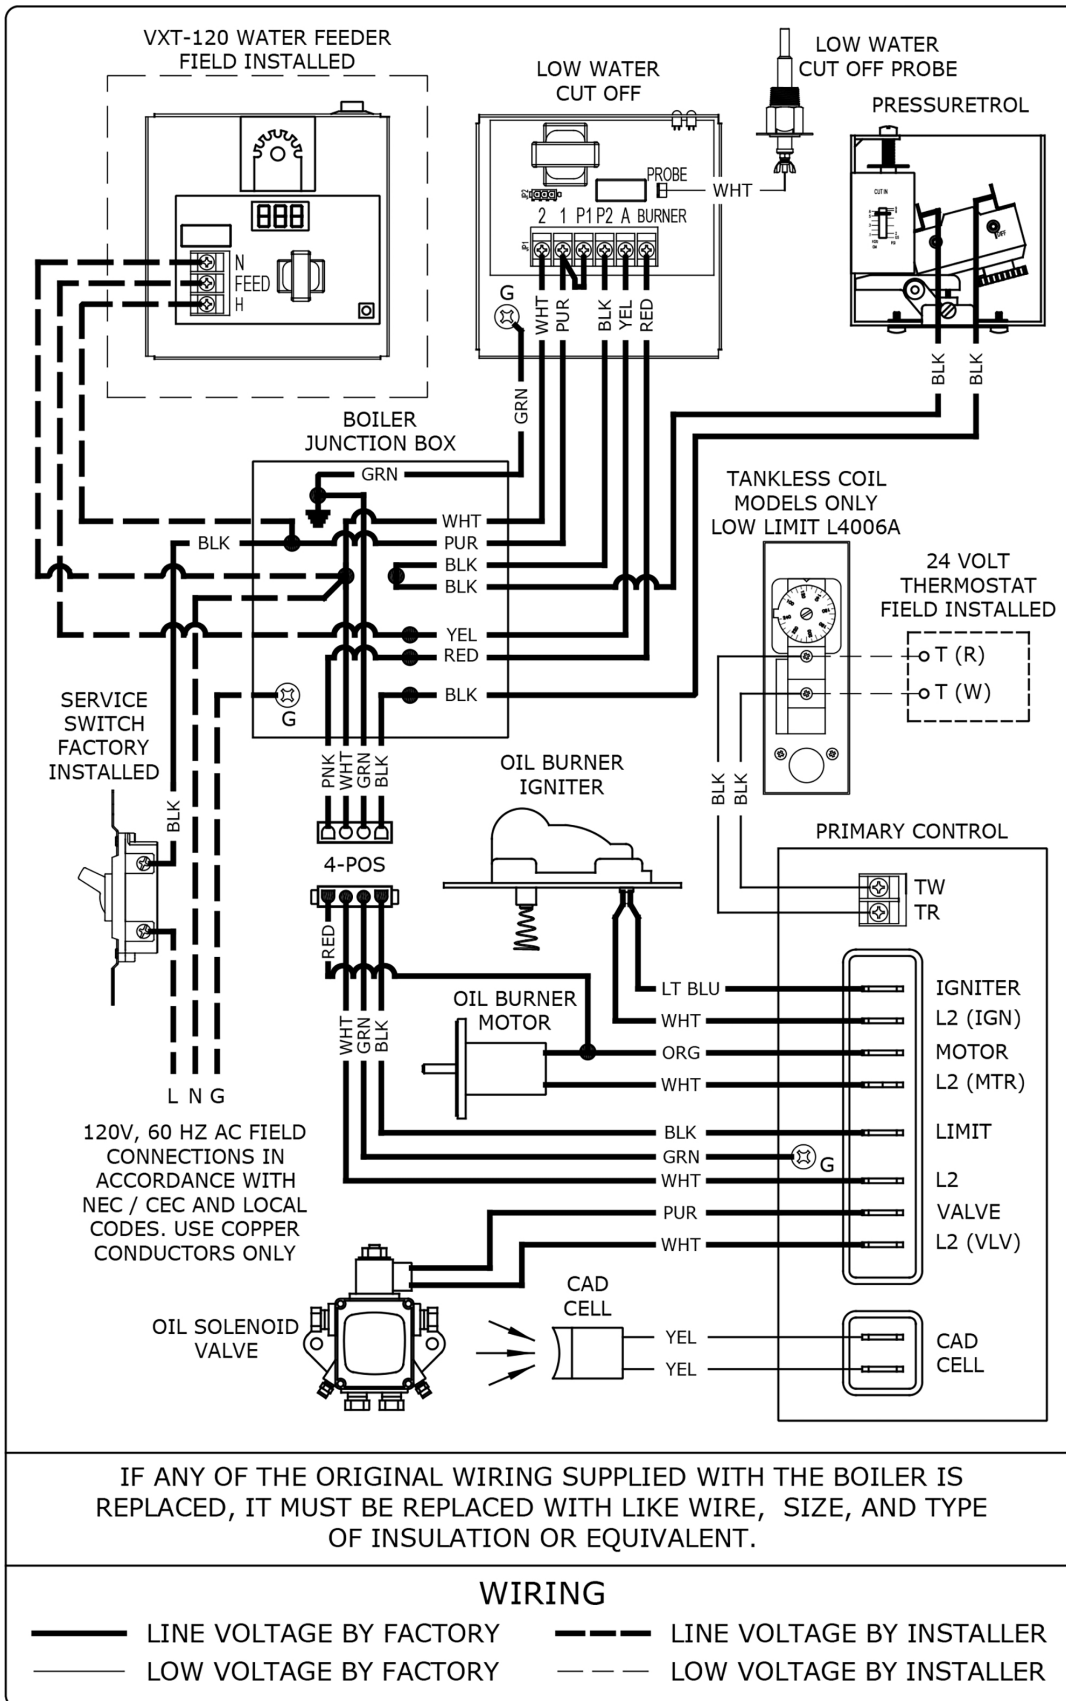 VXT-120 WATER FEEDER
FIELD INSTALLED
LOW WATER
CUT OFF
LOW WATER
CUT OFF PROBE
PRESSURETROL
PROBE
WHT
JP2
2 1 P1 P2 A BURNER
JP1
CUT IN
DIFF
N
FEED
H
G
WHT
PUR
BLK
YEL
RED
GRN
BLK
BLK
BOILER
JUNCTION BOX
GRN
WHT
BLK
PUR
BLK
BLK
YEL
RED
BLK
G
TANKLESS COIL
MODELS ONLY
LOW LIMIT L4006A
24 VOLT
THERMOSTAT
FIELD INSTALLED
T (R)
T (W)
SERVICE
SWITCH
FACTORY
INSTALLED
BLK
PNK
WHT
GRN
BLK
4-POS
OIL BURNER
IGNITER
BLK
BLK
PRIMARY CONTROL
TW
TR
RED
WHT
GRN
BLK
OIL BURNER
MOTOR
LT BLU
IGNITER
WHT
L2 (IGN)
ORG
MOTOR
WHT
L2 (MTR)
BLK
LIMIT
GRN
G
WHT
L2
PUR
VALVE
WHT
L2 (VLV)
L N G
120V, 60 HZ AC FIELD
CONNECTIONS IN
ACCORDANCE WITH
NEC / CEC AND LOCAL
CODES. USE COPPER
CONDUCTORS ONLY
OIL SOLENOID
VALVE
CAD
CELL
YEL
YEL
CAD
CELL
IF ANY OF THE ORIGINAL WIRING SUPPLIED WITH THE BOILER IS
REPLACED, IT MUST BE REPLACED WITH LIKE WIRE, SIZE, AND TYPE
OF INSULATION OR EQUIVALENT.
WIRING
LINE VOLTAGE BY FACTORY
LINE VOLTAGE BY INSTALLER
LOW VOLTAGE BY FACTORY
LOW VOLTAGE BY INSTALLER